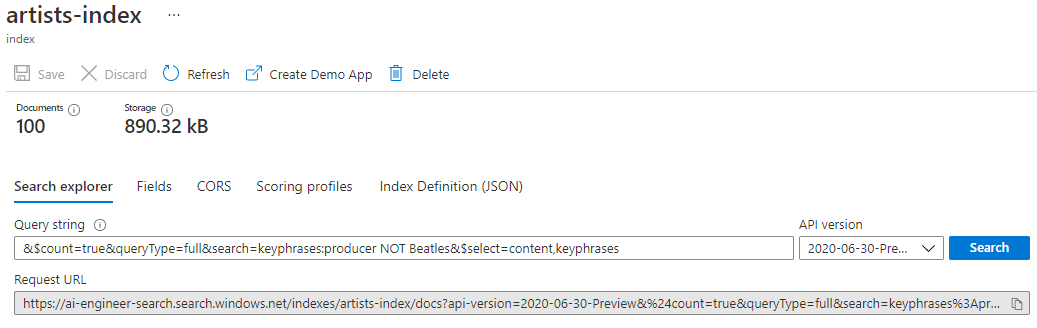 artists-index ...
index
Save Discard Refresh Create Demo App Delete
Documents Storage
100 890.32 kB
Search explorer Fields CORS Scoring profiles Index Definition (JSON)
Query string API version
&$count=true&queryType=full&search=keyphrases:producer NOT Beatles&$select=content,keyphrases 2020-06-30-Pre... Search
Request URL
https://ai-engineer-search.search.windows.net/indexes/artists-index/docs?api-version=2020-06-30-Preview&%24count=true&queryType=full&search=keyphrases%3Apr...